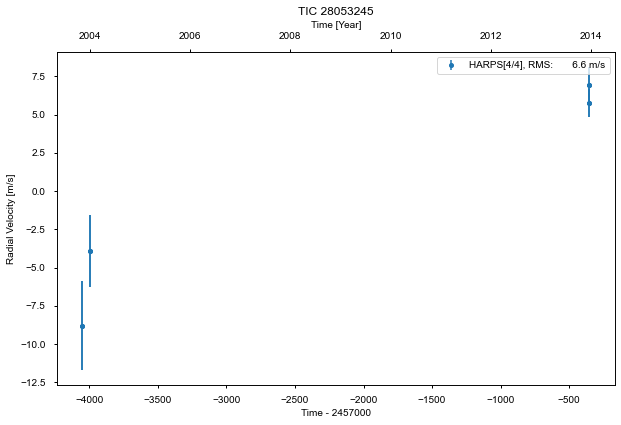 TIC 28053245
Time [Year]
2004 2006 2008 2010 2012 2014
HARPS[4/4], RMS: 6.6 m/s
7.5
5.0
2.5
0.0
−2.5
−5.0
−7.5
−10.0
−12.5
Radial Velocity [m/s]
−4000 −3500 −3000 −2500 −2000 −1500 −1000 −500
Time - 2457000